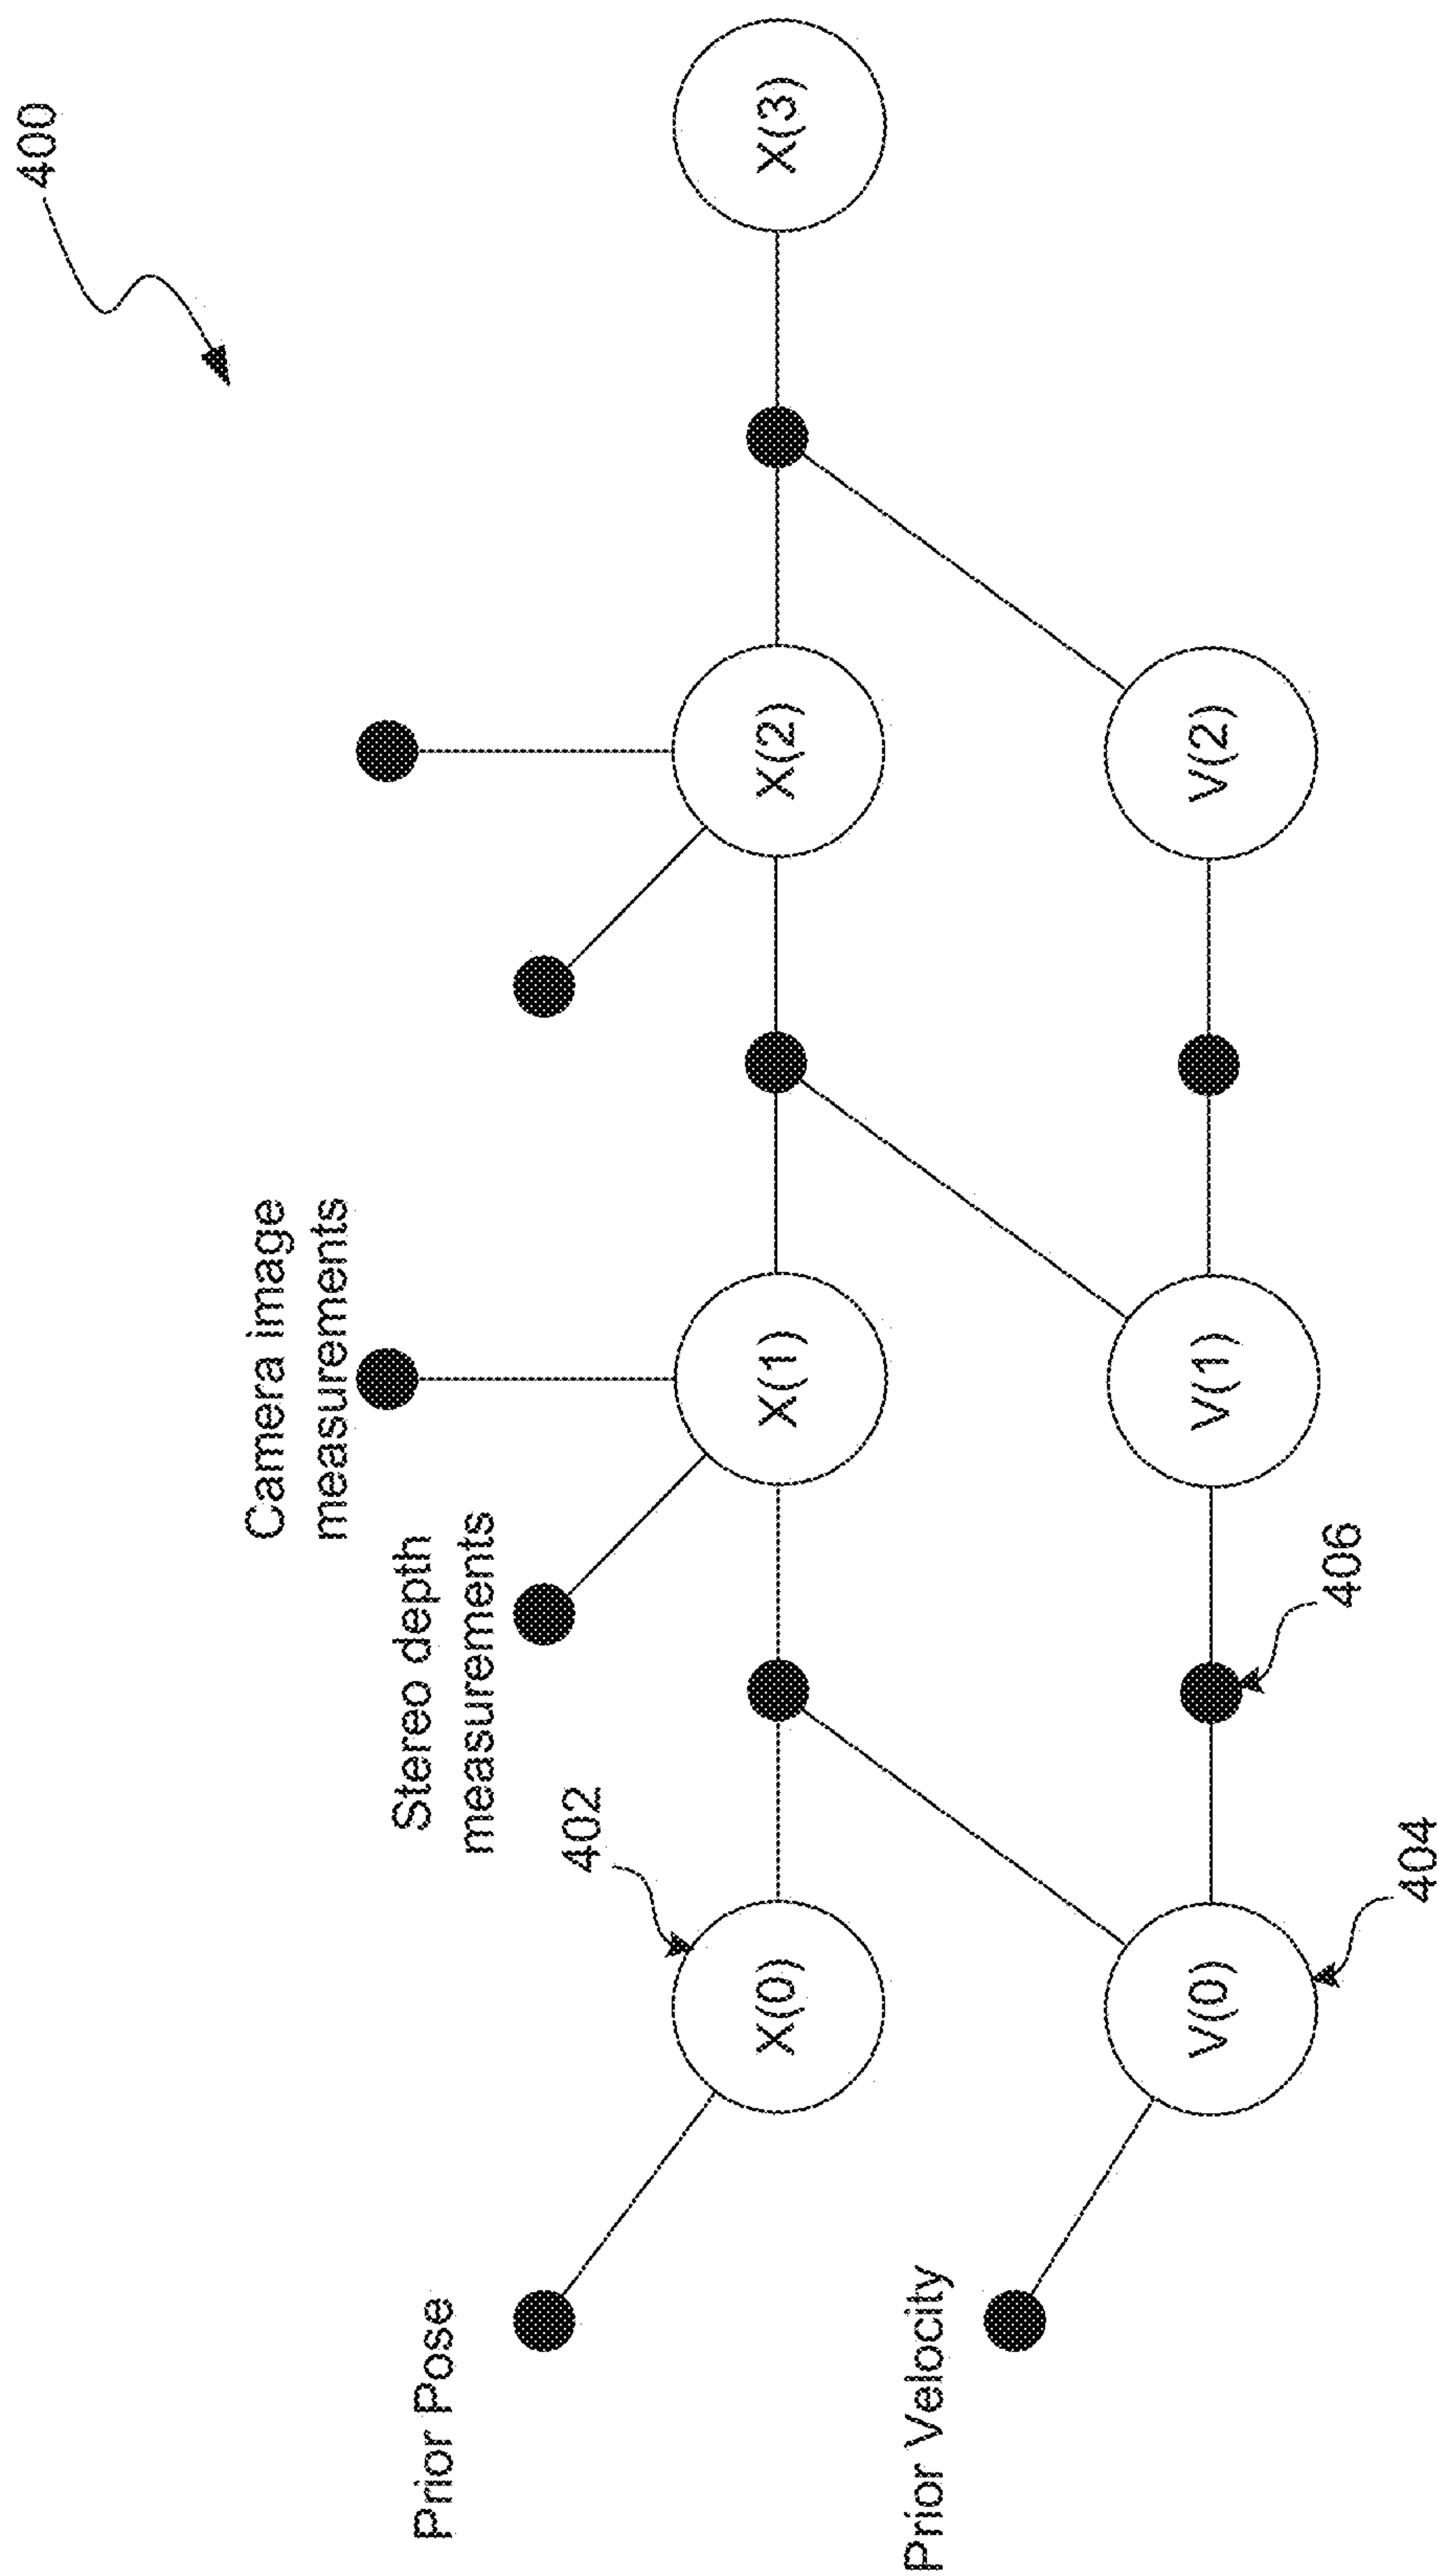 400
Camera image
measurements
Stereo depth
measurements
402
Prior Pose
X(0)
X(1)
X(2)
X(3)
Prior Velocity
V(0)
V(1)
V(2)
406
404